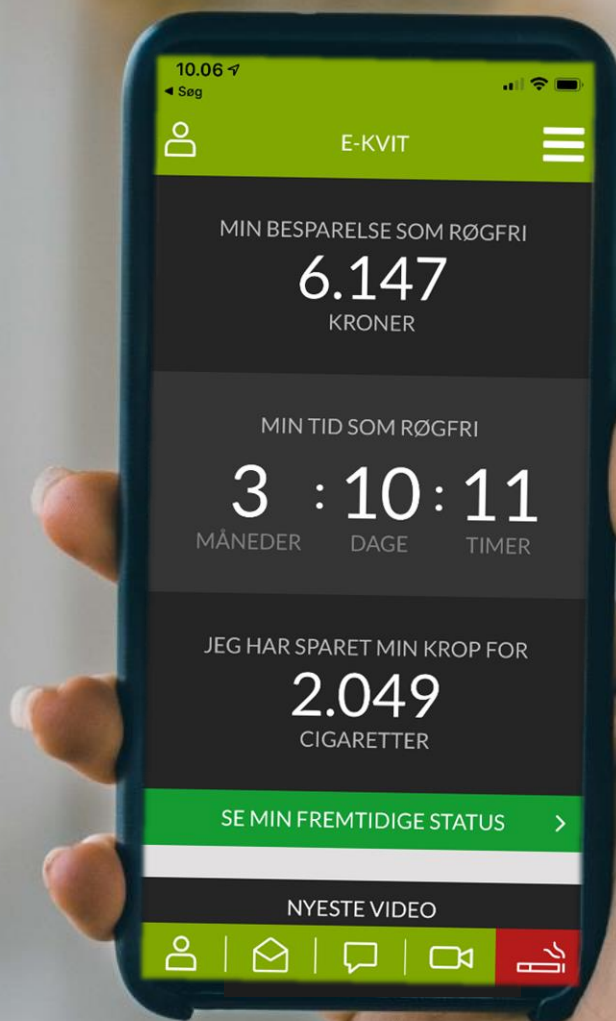 10.06
◄ Søg
E-KVIT
MIN BESPARELSE SOM RØGFRI
6.147
KRONER
MIN TID SOM RØGFRI
3 : 10 : 11
MÅNEDER DAGE TIMER
JEG HAR SPARET MIN KROP FOR
2.049
CIGARETTER
SE MIN FREMTIDIGE STATUS >
NYESTE VIDEO